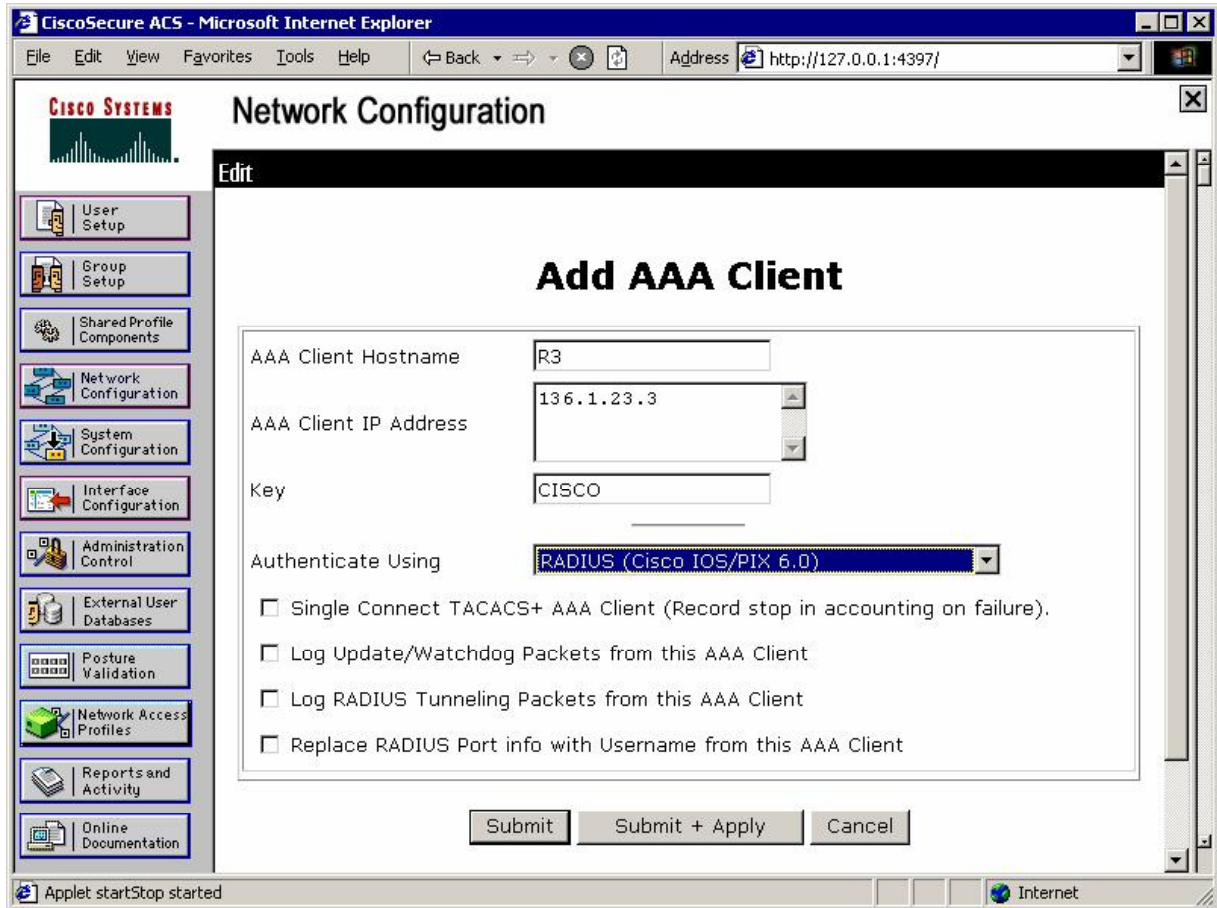 CiscoSecure ACS - Microsoft Internet Explorer
File Edit View Favorites Tools Help Back Address http://127.0.0.1:4397/
CISCO SYSTEMS
Network Configuration
Edit
User
Setup
Group
Setup
Shared Profile
Components
Network
Configuration
System
Configuration
Interface
Configuration
Administration
Control
External User
Databases
Posture
Validation
Network Access
Profiles
Reports and
Activity
Online
Documentation
Add AAA Client
AAA Client Hostname R3
AAA Client IP Address 136.1.23.3
Key CISCO
Authenticate Using RADIUS (Cisco IOS/PIX 6.0)
Single Connect TACACS+ AAA Client (Record stop in accounting on failure).
Log Update/Watchdog Packets from this AAA Client
Log RADIUS Tunneling Packets from this AAA Client
Replace RADIUS Port info with Username from this AAA Client
Submit Submit + Apply Cancel
Applet startStop started Internet